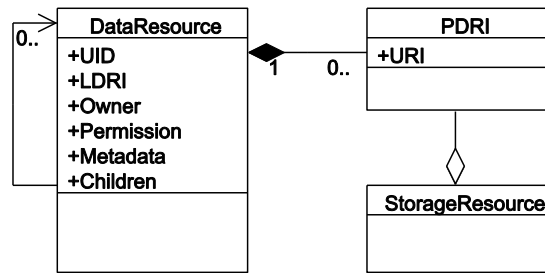 DataResource
PDRI
0..
+UID
+URI
1
0..
+LDRI
+Owner
+Permission
+Metadata
+Children
StorageResource